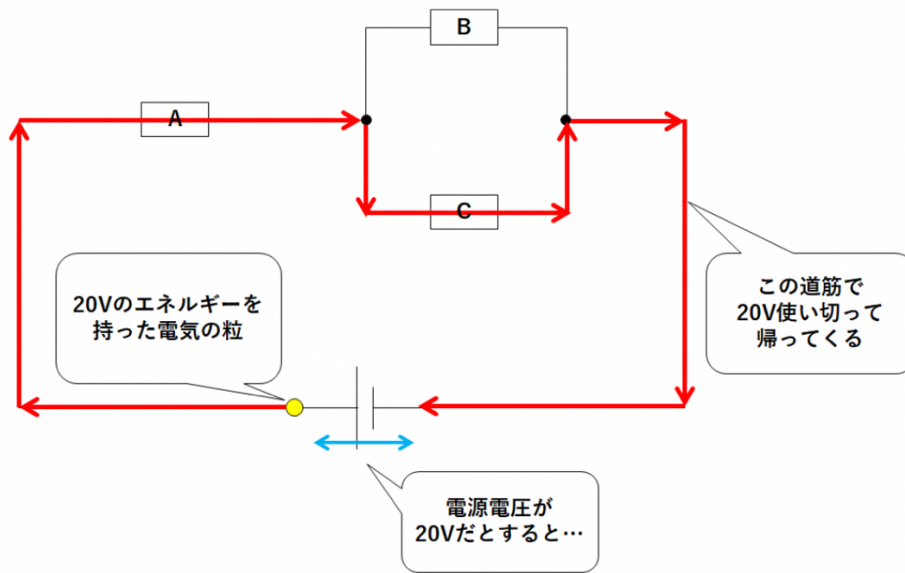 B
A
C
20Vのエネルギーを
持った電気の粒
この道筋で
20V使い切って
帰ってくる
電源電圧が
20Vだとすると…